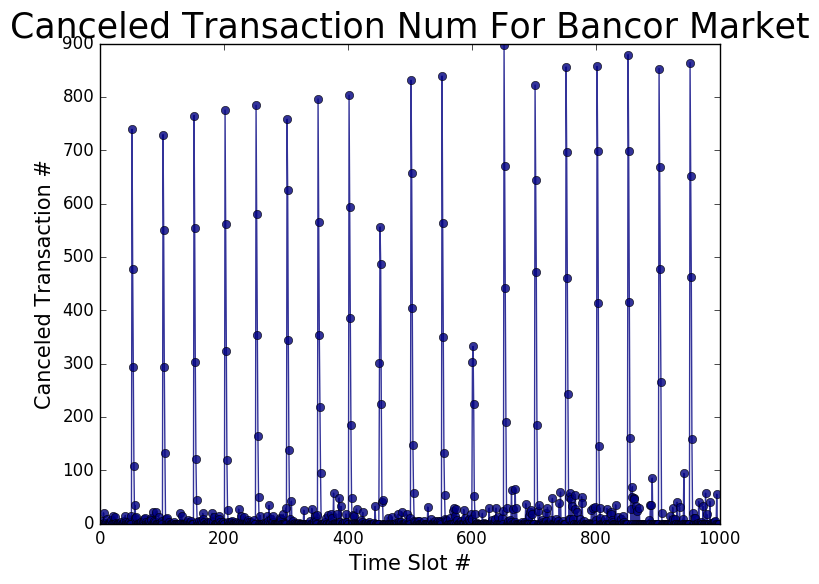 Canceled Transaction Num For Bancor Market
900
800
700
600
500
400
300
200
100
0
Canceled Transaction #
0 200 400 600 800 1000
Time Slot #